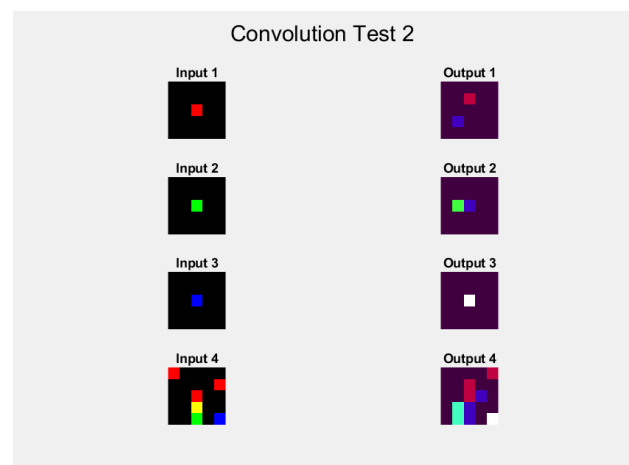 Convolution Test 2
Input 1
Output 1
Input 2
Output 2
Input 3
Output 3
Input 4
Output 4